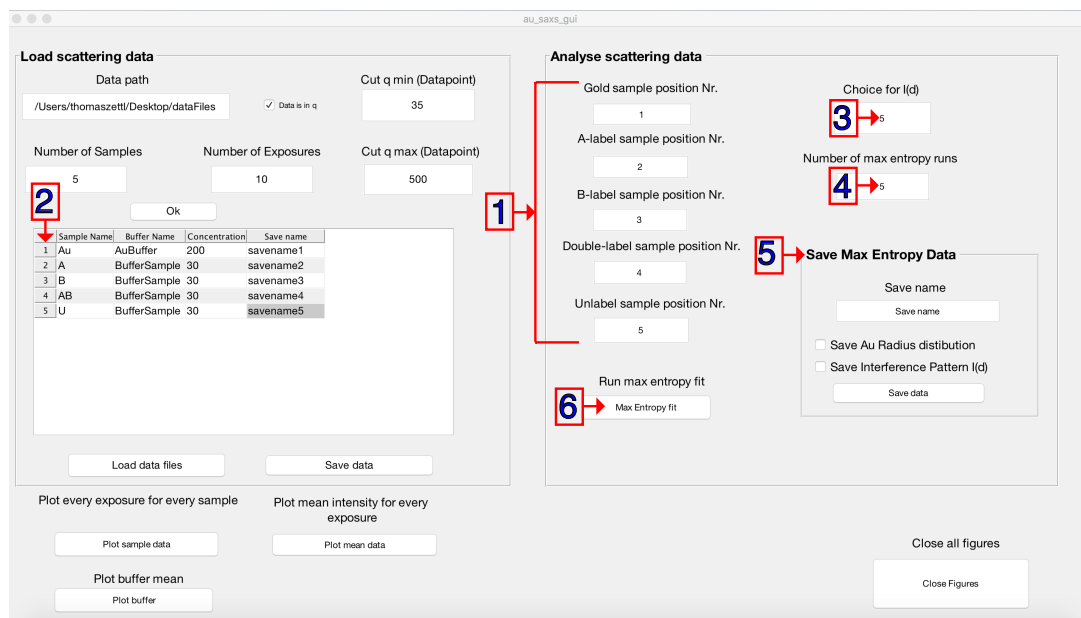 au_saxs_gui
Load scattering data
Data path
/Users/thomaszettl/Desktop/dataFiles
Data is in q
Cut q min (Datapoint)
35
Number of Samples
5
Number of Exposures
10
Cut q max (Datapoint)
500
Ok
2
Sample Name Buffer Name Concentration Save name
1 Au AuBuffer 200 savename1
2 A BufferSample 30 savename2
3 B BufferSample 30 savename3
4 AB BufferSample 30 savename4
5 U BufferSample 30 savename5
Load data files
Save data
Plot every exposure for every sample
Plot sample data
Plot mean intensity for every
exposure
Plot mean data
Plot buffer mean
Plot buffer
Analyse scattering data
1
Gold sample position Nr.
1
A-label sample position Nr.
2
B-label sample position Nr.
3
Double-label sample position Nr.
4
Unlabel sample position Nr.
5
Run max entropy fit
6
Max Entropy fit
Choice for I(d)
3
5
Number of max entropy runs
4
5
5
Save Max Entropy Data
Save name
Save name
Save Au Radius distibution
Save Interference Pattern I(d)
Save data
Close all figures
Close Figures